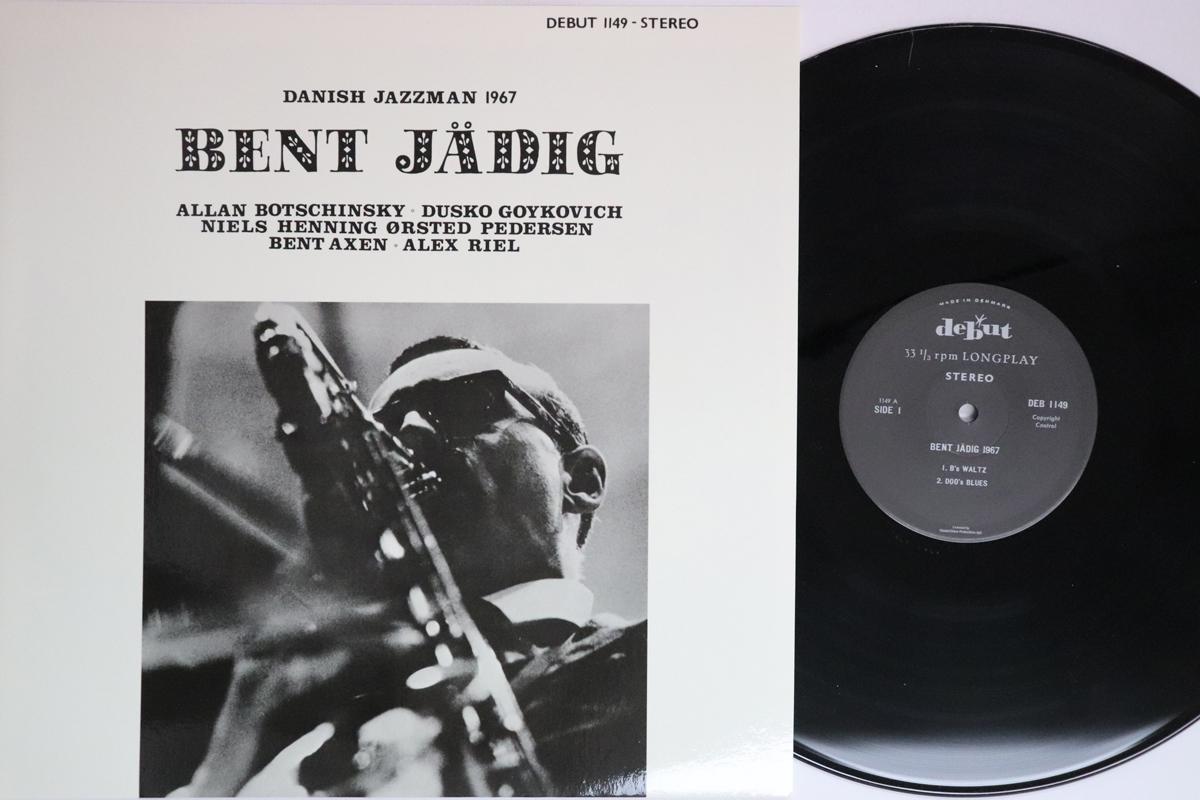 DEBUT 1149 - STEREO
DANISH JAZZMAN 1967
BENT JÄDIG
ALLAN BOTSCHINSKY · DUSKO GOYKOVICH
NIELS HENNING ØRSTED PEDERSEN
BENT AXEN · ALEX RIEL
MADE IN DENMARK
debut
33 1/3 rpm LONGPLAY
STEREO
1149 A
SIDE 1
DEB 1149
Copyright
Control
BENT JÄDIG 1967
1. B's WALTZ
2. DOO's BLUES